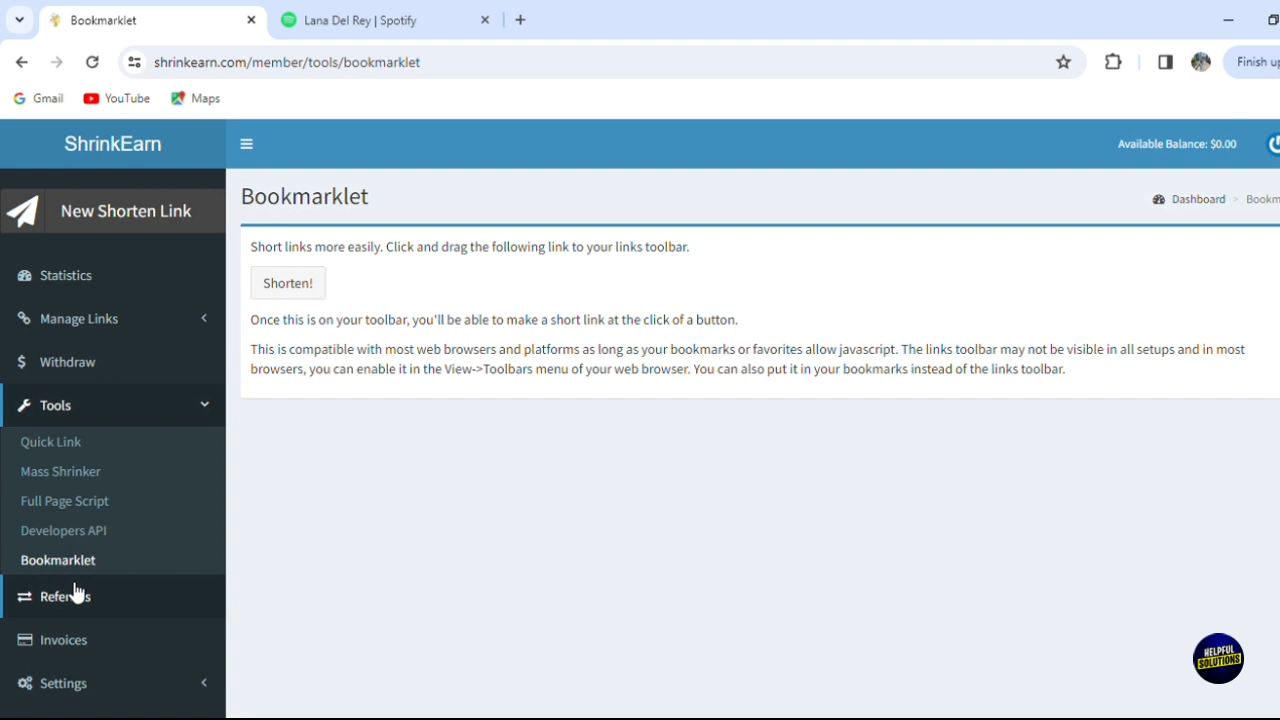 Bookmarklet
Lana Del Rey | Spotify
shrinkearn.com/member/tools/bookmarklet
Finish up
Gmail
YouTube
Maps
ShrinkEarn
Available Balance: $0.00
New Shorten Link
Bookmarklet
Dashboard > Bookm
Short links more easily. Click and drag the following link to your links toolbar.
Shorten!
Once this is on your toolbar, you'll be able to make a short link at the click of a button.
This is compatible with most web browsers and platforms as long as your bookmarks or favorites allow javascript. The links toolbar may not be visible in all setups and in most
browsers, you can enable it in the View->Toolbars menu of your web browser. You can also put it in your bookmarks instead of the links toolbar.
Statistics
Manage Links
Withdraw
Tools
Quick Link
Mass Shrinker
Full Page Script
Developers API
Bookmarklet
Referrals
Invoices
Settings
HELPFUL
SOLUTIONS